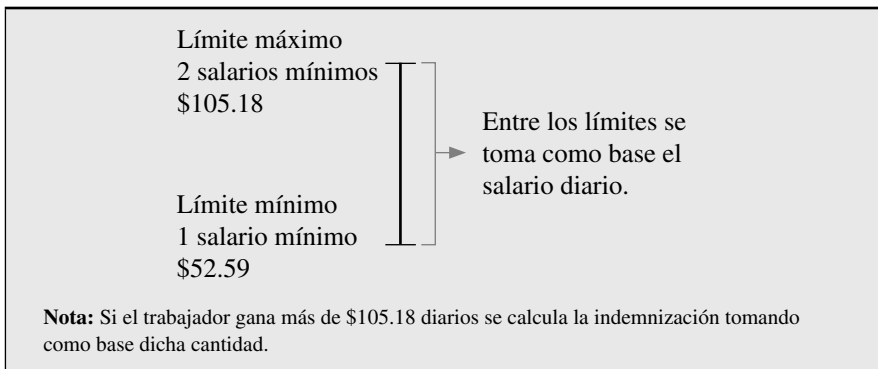 Límite máximo
2 salarios mínimos
$105.18
Entre los límites se
toma como base el
salario diario.
Límite mínimo
1 salario mínimo
$52.59
Nota: Si el trabajador gana más de $105.18 diarios se calcula la indemnización tomando
como base dicha cantidad.